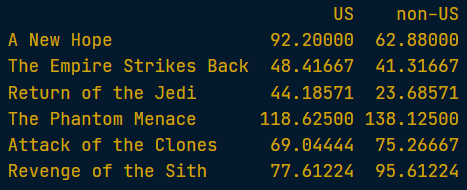 US non-US
A New Hope 92.20000 62.88000
The Empire Strikes Back 48.41667 41.31667
Return of the Jedi 44.18571 23.68571
The Phantom Menace 118.62500 138.12500
Attack of the Clones 69.04444 75.26667
Revenge of the Sith 77.61224 95.61224